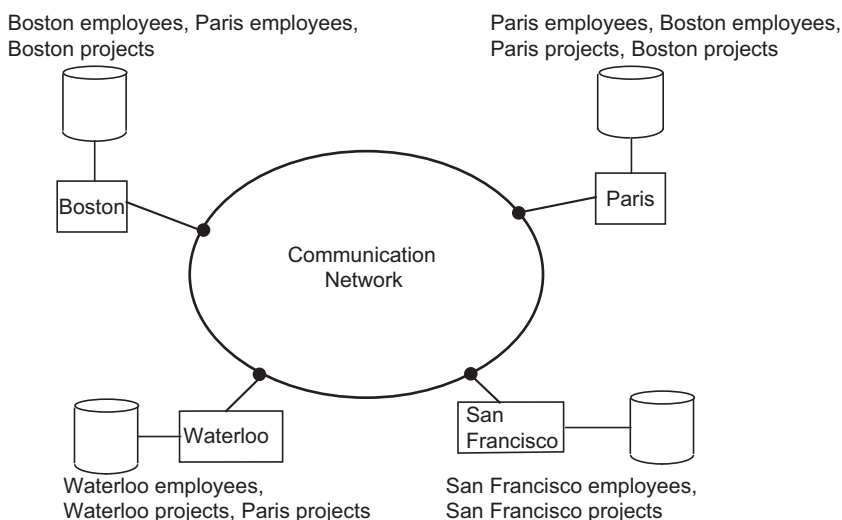 Boston employees, Paris employees,
Boston projects
Paris employees, Boston employees,
Paris projects, Boston projects
Boston
Paris
Communication
Network
Waterloo
San
Francisco
Waterloo employees,
Waterloo projects, Paris projects
San Francisco employees,
San Francisco projects